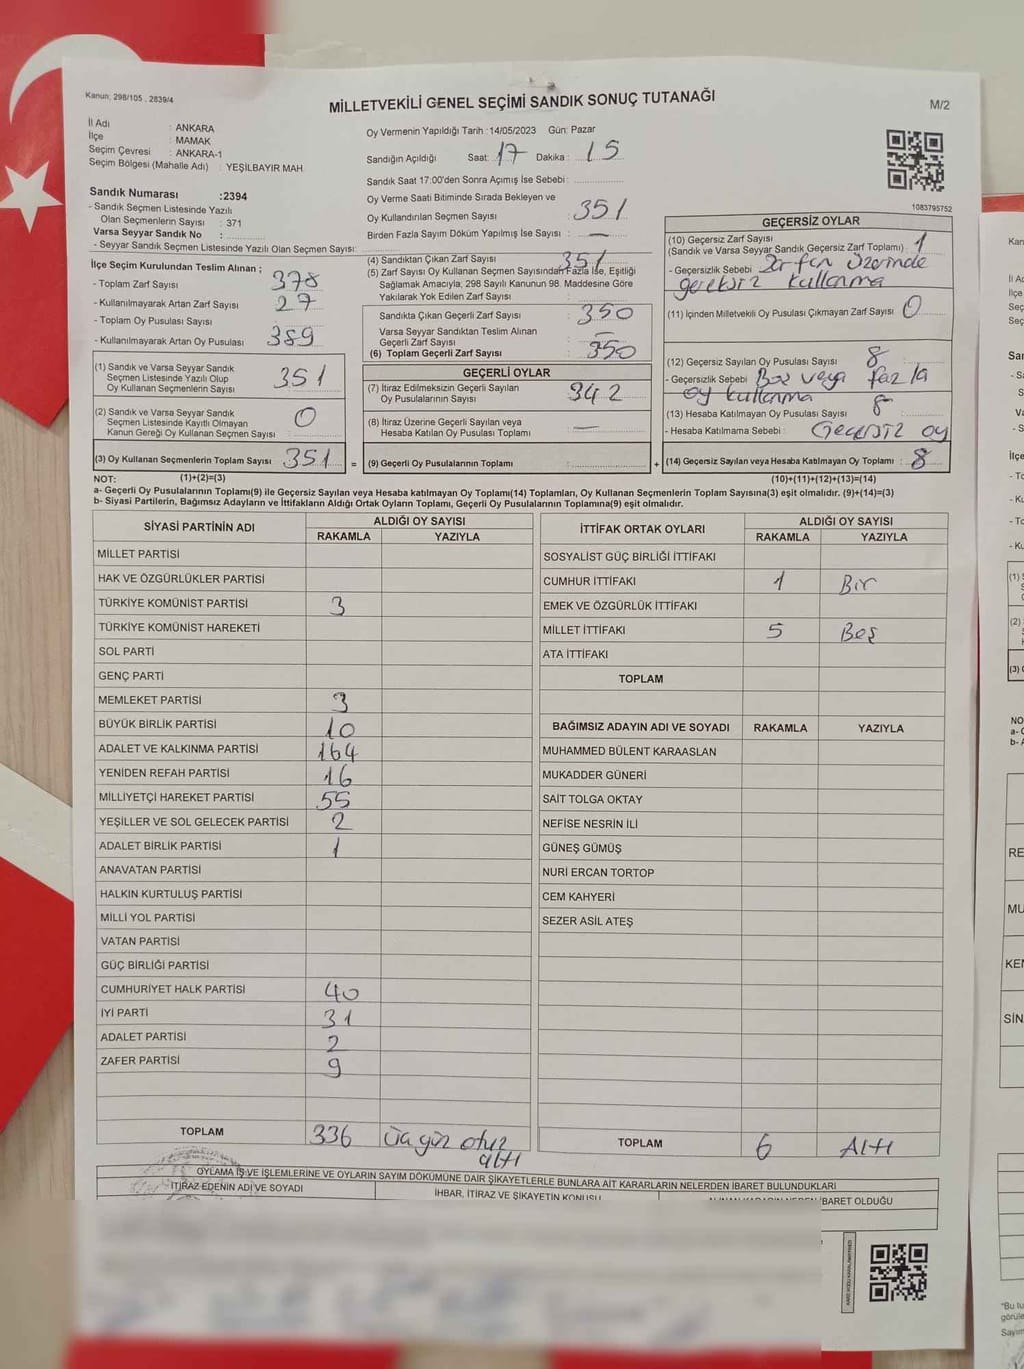 Kanun; 298/105 , 2839/4
MİLLETVEKİLİ GENEL SEÇİMİ SANDIK SONUÇ TUTANAĞI
M/2
İl Adı : ANKARA
İlçe : MAMAK
Seçim Çevresi : ANKARA-1
Seçim Bölgesi (Mahalle Adı) : YEŞİLBAYIR MAH.
Sandık Numarası :2394
- Sandık Seçmen Listesinde Yazılı
Olan Seçmenlerin Sayısı : 371
Varsa Seyyar Sandık No :
- Seyyar Sandık Seçmen Listesinde Yazılı Olan Seçmen Sayısı:
İlçe Seçim Kurulundan Teslim Alınan ;
- Toplam Zarf Sayısı 378
- Kullanılmayarak Artan Zarf Sayısı 27
- Toplam Oy Pusulası Sayısı
- Kullanılmayarak Artan Oy Pusulası 389
(1) Sandık ve Varsa Seyyar Sandık
Seçmen Listesinde Yazılı Olup
Oy Kullanan Seçmenlerin Sayısı 351
(2) Sandık ve Varsa Seyyar Sandık
Seçmen Listesinde Kayıtlı Olmayan
Kanun Gereği Oy Kullanan Seçmen Sayısı : 0
(3) Oy Kullanan Seçmenlerin Toplam Sayısı 351
Oy Vermenin Yapıldığı Tarih : 14/05/2023 Gün: Pazar
Sandığın Açıldığı Saat: 17 Dakika : 15
Sandık Saat 17:00'den Sonra Açılmış İse Sebebi :
Oy Verme Saati Bitiminde Sırada Bekleyen ve
Oy Kullandırılan Seçmen Sayısı : 351
Birden Fazla Sayım Döküm Yapılmış İse Sayısı : —
(4) Sandıktan Çıkan Zarf Sayısı 351
(5) Zarf Sayısı Oy Kullanan Seçmen Sayısından Fazla İse, Eşitliği
Sağlamak Amacıyla, 298 Sayılı Kanunun 98. Maddesine Göre
Yakılarak Yok Edilen Zarf Sayısı :
Sandıkta Çıkan Geçerli Zarf Sayısı : 350
Varsa Seyyar Sandıktan Teslim Alınan
Geçerli Zarf Sayısı :
(6) Toplam Geçerli Zarf Sayısı : 350
GEÇERLİ OYLAR
(7) İtiraz Edilmeksizin Geçerli Sayılan
Oy Pusulalarının Sayısı : 342
(8) İtiraz Üzerine Geçerli Sayılan veya
Hesaba Katılan Oy Pusulası Toplamı : —
= (9) Geçerli Oy Pusulalarının Toplamı :
1083795752
GEÇERSİZ OYLAR
(10) Geçersiz Zarf Sayısı
(Sandık ve Varsa Seyyar Sandık Geçersiz Zarf Toplamı) : 1
- Geçersizlik Sebebi : Zarfın üzerinde
gereksiz kullanma
(11) İçinden Milletvekili Oy Pusulası Çıkmayan Zarf Sayısı : 0
(12) Geçersiz Sayılan Oy Pusulası Sayısı : 8
- Geçersizlik Sebebi : Boş veya fazla
oy kullanma
(13) Hesaba Katılmayan Oy Pusulası Sayısı : 8
- Hesaba Katılmama Sebebi : Geçersiz oy
+ (14) Geçersiz Sayılan veya Hesaba Katılmayan Oy Toplamı : 8
NOT: (1)+(2)=(3)
(10)+(11)+(12)+(13)=(14)
a- Geçerli Oy Pusulalarının Toplamı(9) ile Geçersiz Sayılan veya Hesaba katılmayan Oy Toplamı(14) Toplamları, Oy Kullanan Seçmenlerin Toplam Sayısına(3) eşit olmalıdır. (9)+(14)=(3)
b- Siyasi Partilerin, Bağımsız Adayların ve İttifakların Aldığı Ortak Oyların Toplamı, Geçerli Oy Pusulalarının Toplamına(9) eşit olmalıdır.
SİYASİ PARTİNİN ADI ALDIĞI OY SAYISI
RAKAMLA YAZIYLA
MİLLET PARTİSİ
HAK VE ÖZGÜRLÜKLER PARTİSİ
TÜRKİYE KOMÜNİST PARTİSİ 3
TÜRKİYE KOMÜNİST HAREKETİ
SOL PARTİ
GENÇ PARTİ
MEMLEKET PARTİSİ 3
BÜYÜK BİRLİK PARTİSİ 10
ADALET VE KALKINMA PARTİSİ 164
YENİDEN REFAH PARTİSİ 16
MİLLİYETÇİ HAREKET PARTİSİ 55
YEŞİLLER VE SOL GELECEK PARTİSİ 2
ADALET BİRLİK PARTİSİ 1
ANAVATAN PARTİSİ
HALKIN KURTULUŞ PARTİSİ
MİLLİ YOL PARTİSİ
VATAN PARTİSİ
GÜÇ BİRLİĞİ PARTİSİ
CUMHURİYET HALK PARTİSİ 40
İYİ PARTİ 31
ADALET PARTİSİ 2
ZAFER PARTİSİ 9
TOPLAM 336 otuz
altı
İTTİFAK ORTAK OYLARI ALDIĞI OY SAYISI
RAKAMLA YAZIYLA
SOSYALİST GÜÇ BİRLİĞİ İTTİFAKI
CUMHUR İTTİFAKI 1 Bir
EMEK VE ÖZGÜRLÜK İTTİFAKI
MİLLET İTTİFAKI 5 Beş
ATA İTTİFAKI
TOPLAM
BAĞIMSIZ ADAYIN ADI VE SOYADI RAKAMLA YAZIYLA
MUHAMMED BÜLENT KARAASLAN
MUKADDER GÜNERİ
SAİT TOLGA OKTAY
NEFİSE NESRİN İLİ
GÜNEŞ GÜMÜŞ
NURİ ERCAN TORTOP
CEM KAHYERİ
SEZER ASİL ATEŞ
TOPLAM 6 Altı
OYLAMA İŞ VE İŞLEMLERİNE VE OYLARIN SAYIM DÖKÜMÜNE DAİR ŞİKAYETLERLE BUNLARA AİT KARARLARIN NELERDEN İBARET BULUNDUKLARI
İTİRAZ EDENİN ADI VE SOYADI
İHBAR, İTİRAZ VE ŞİKAYETİN KONUSU
ALINAN KARARIN NEDEN İBARET OLDUĞU